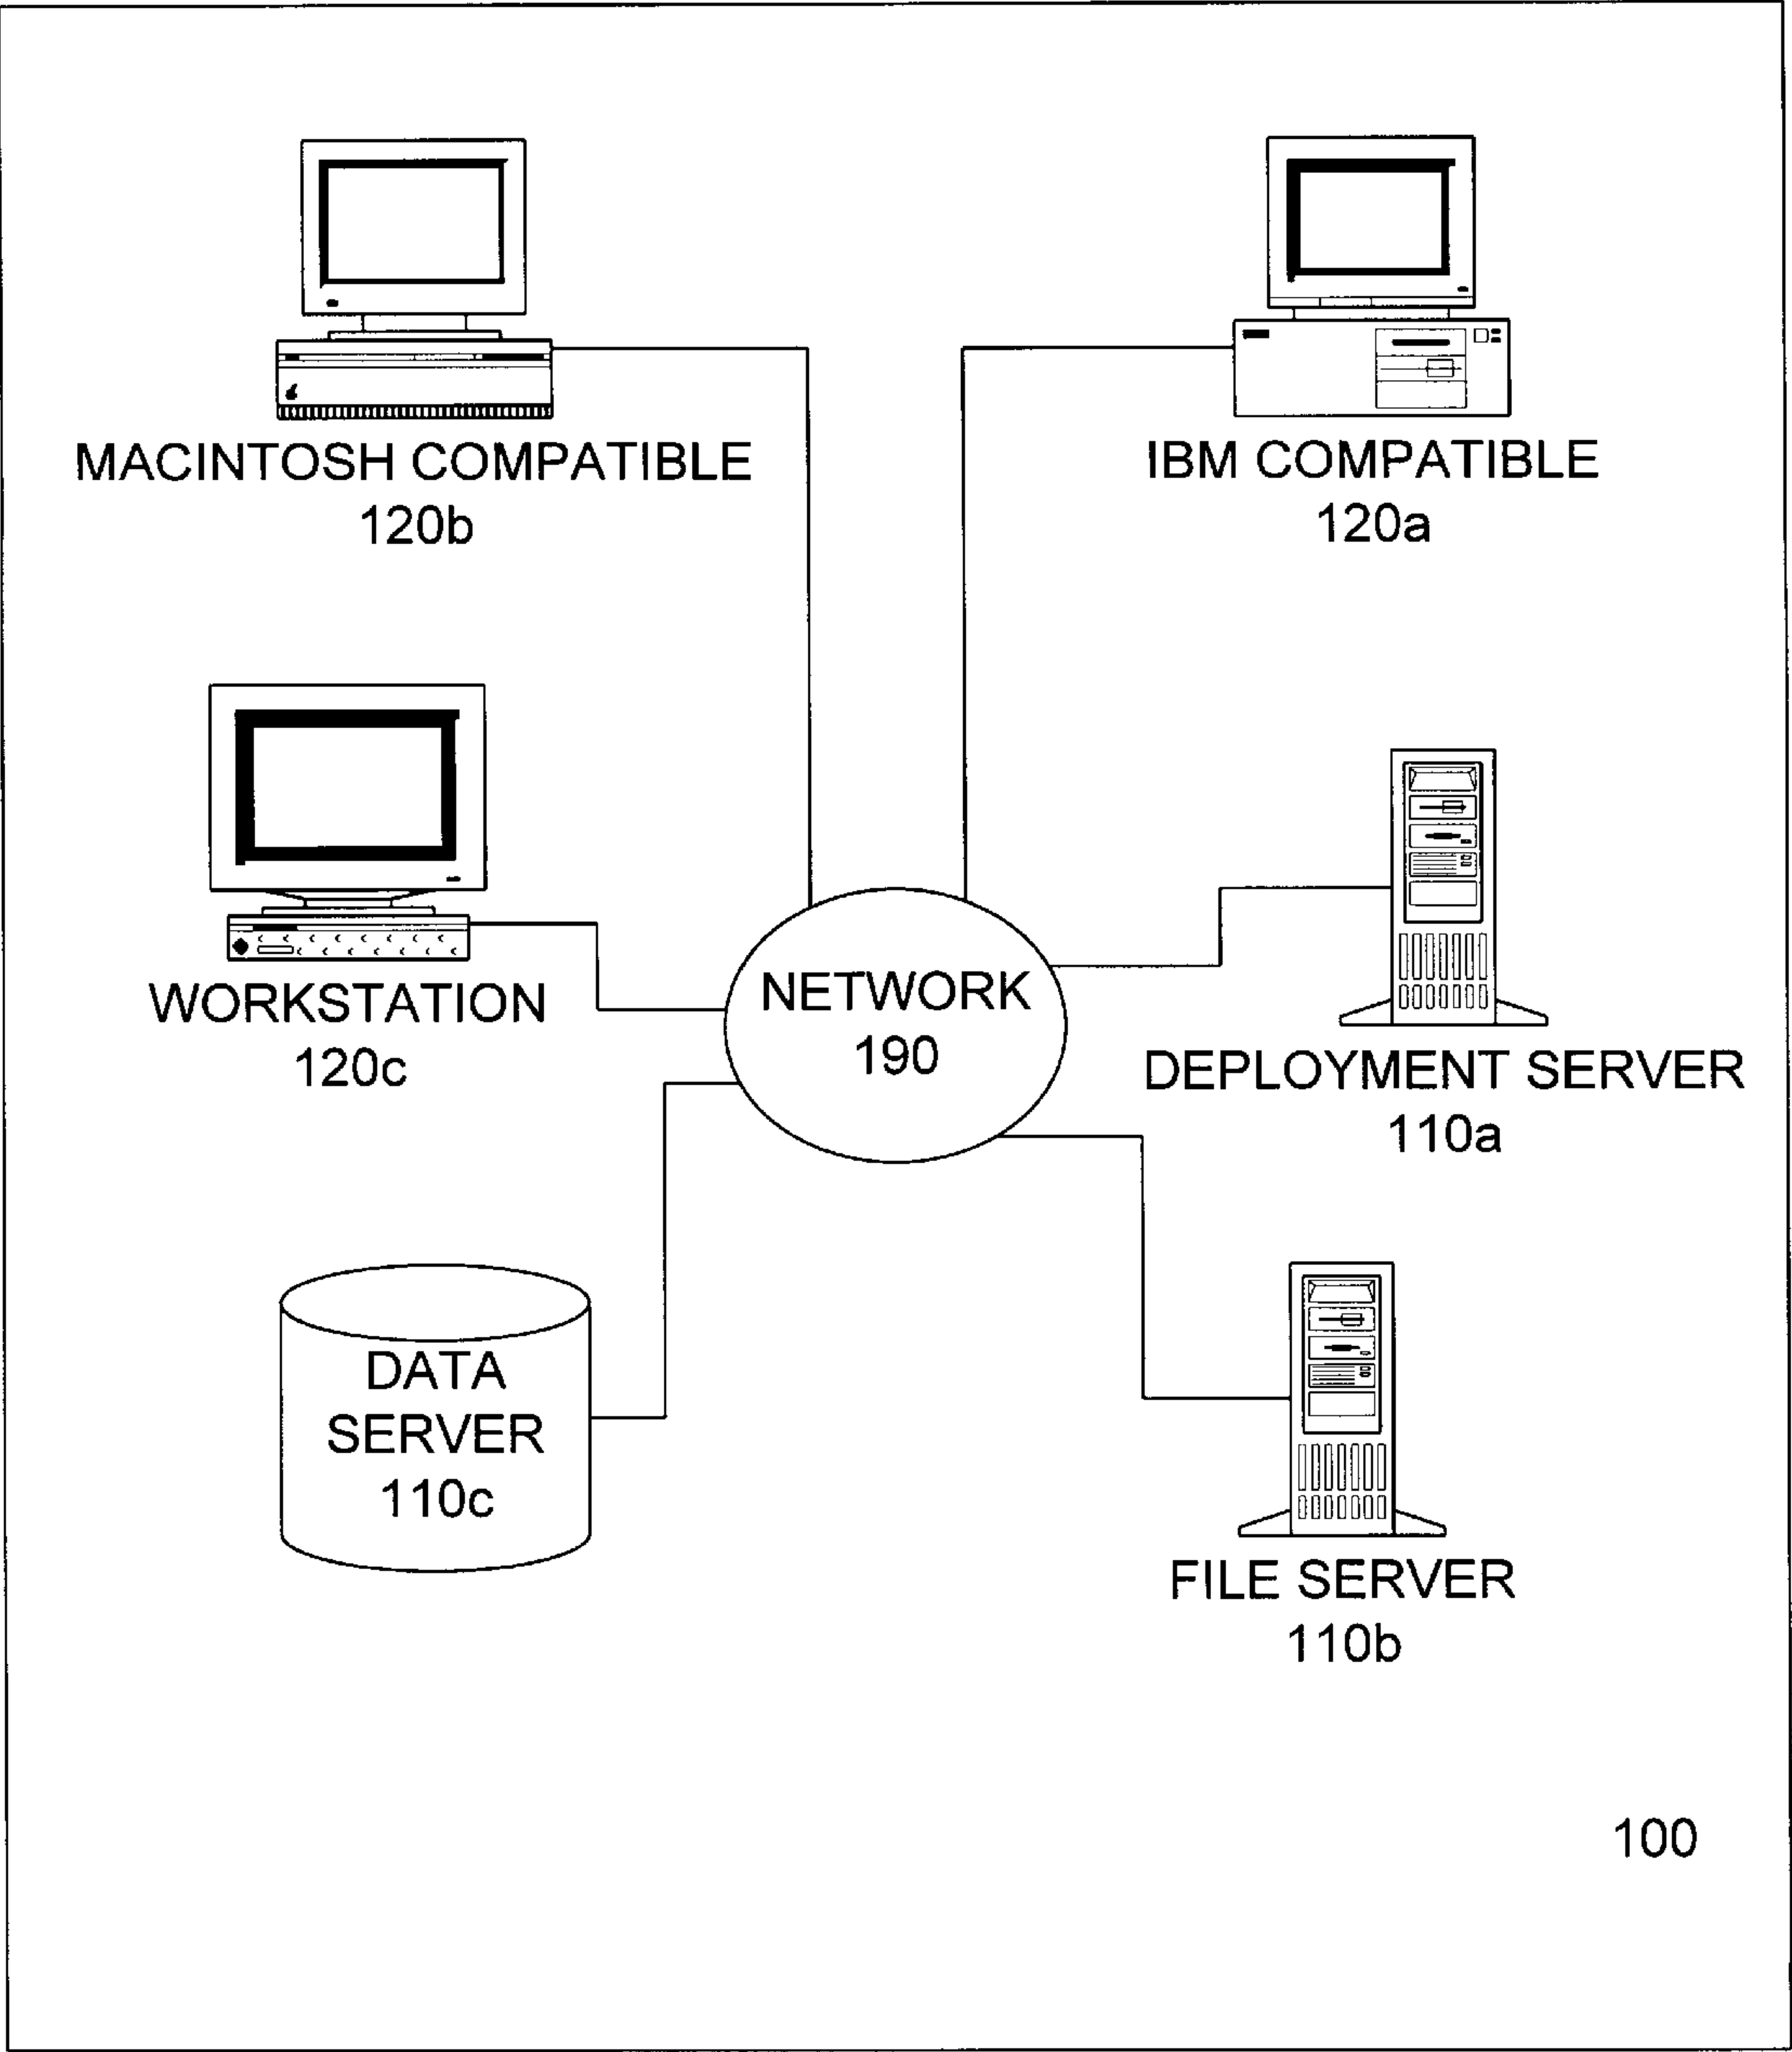 MACINTOSH COMPATIBLE
120b
IBM COMPATIBLE
120a
WORKSTATION
120c
NETWORK
190
DEPLOYMENT SERVER
110a
DATA
SERVER
110c
FILE SERVER
110b
100